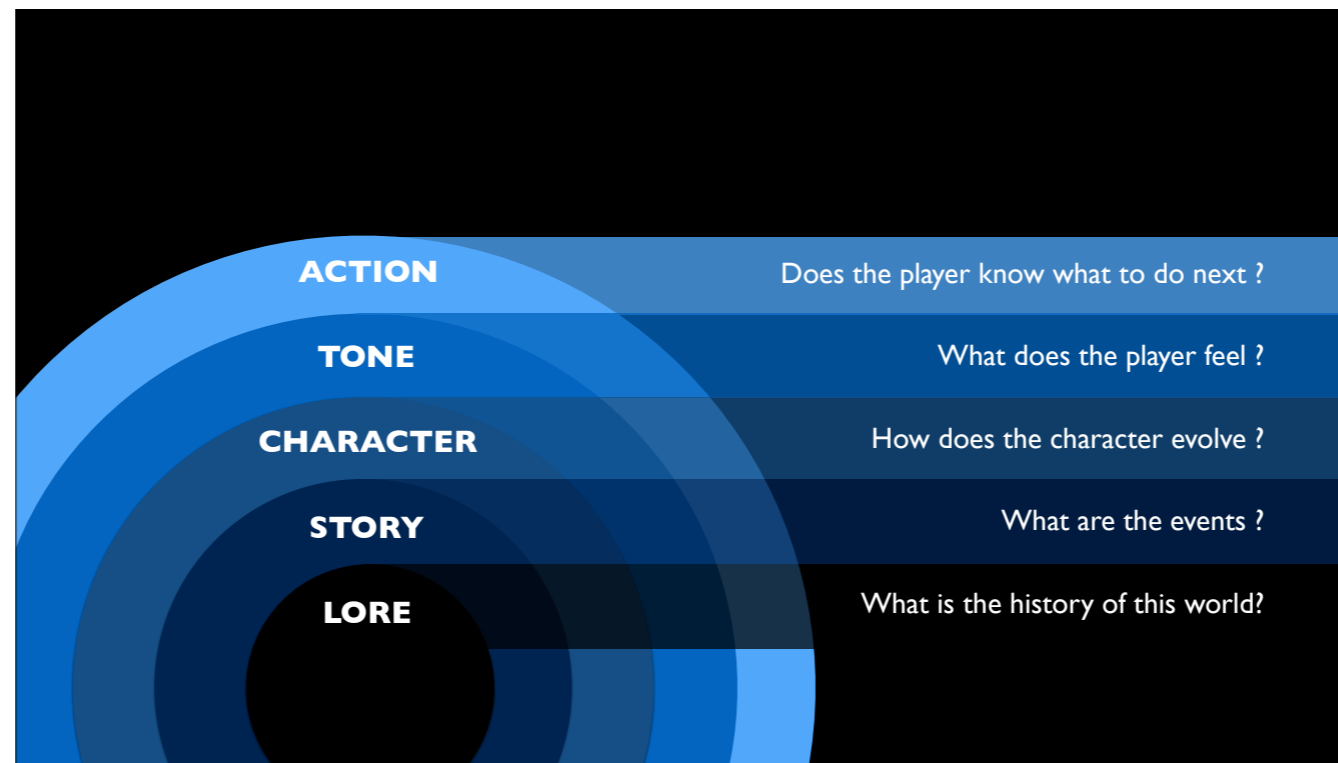 ACTION
Does the player know what to do next ?
TONE
What does the player feel ?
CHARACTER
How does the character evolve ?
STORY
What are the events ?
LORE
What is the history of this world?